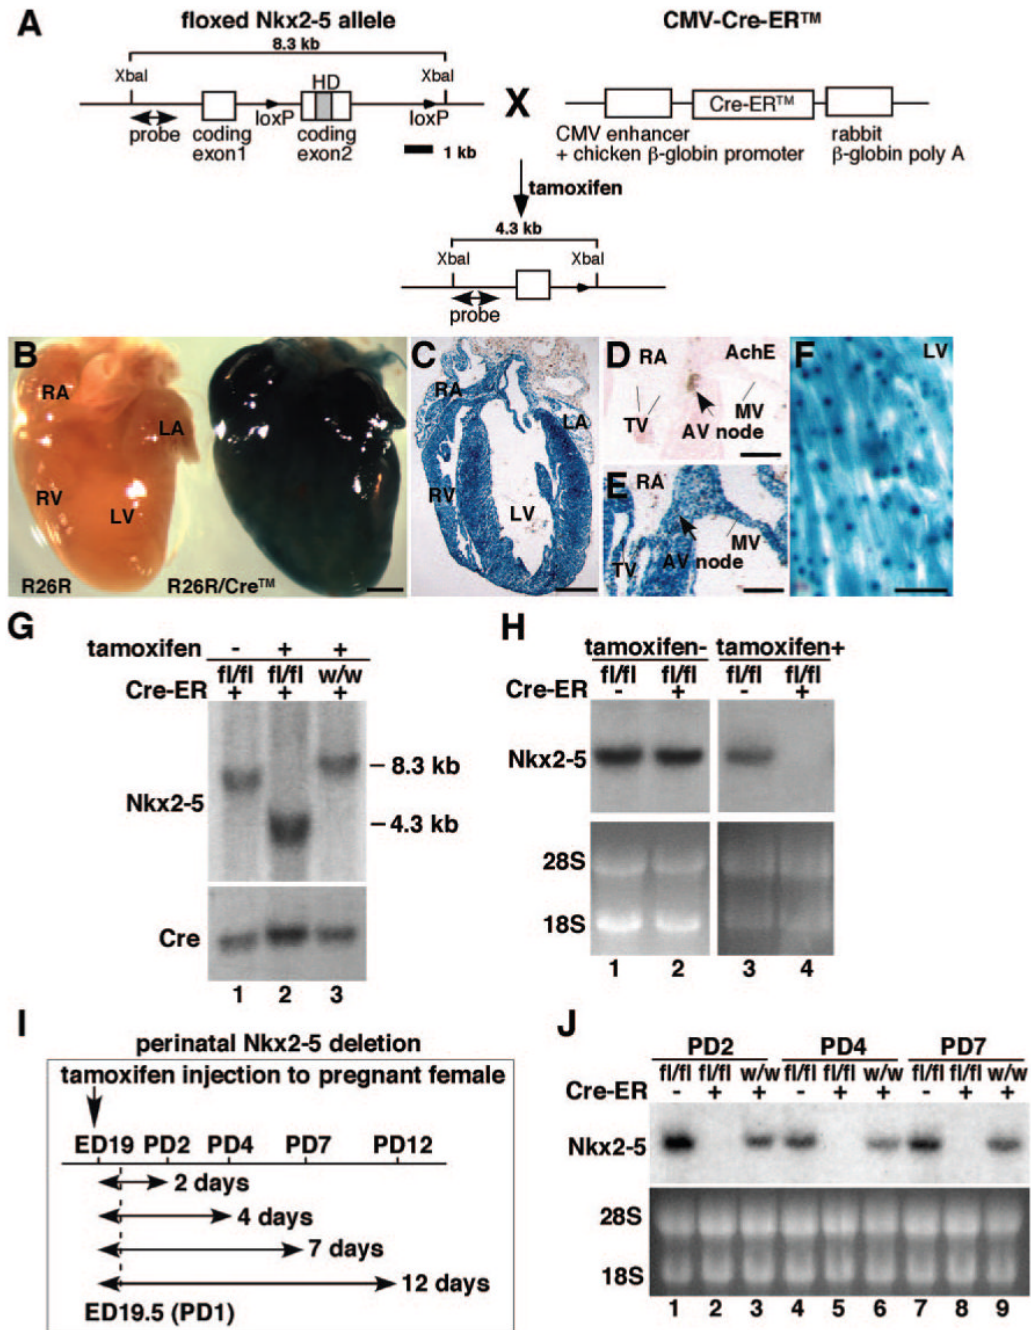 A
floxed Nkx2-5 allele
CMV-Cre-ER™
8.3 kb
XbaI
XbaI
HD
loxP
loxP
X
Cre-ER™
probe
coding exon1
coding exon2
1 kb
CMV enhancer
+ chicken β-globin promoter
rabbit
β-globin poly A
tamoxifen
4.3 kb
XbaI
XbaI
probe
B
RA
LA
RV
LV
R26R
R26R/Cre™
C
RA
LA
RV
LV
D
RA
AchE
TV
MV
AV node
E
RA
MV
AV node
TV
F
LV
G
tamoxifen - + +
fl/fl fl/fl w/w
Cre-ER + + +
8.3 kb
Nkx2-5
4.3 kb
Cre
1 2 3
H
tamoxifen- tamoxifen+
fl/fl fl/fl fl/fl fl/fl
Cre-ER - + - +
Nkx2-5
28S
18S
1 2 3 4
I
perinatal Nkx2-5 deletion
tamoxifen injection to pregnant female
ED19 PD2 PD4 PD7 PD12
2 days
4 days
7 days
12 days
ED19.5 (PD1)
J
PD2 PD4 PD7
fl/fl fl/fl w/w fl/fl fl/fl w/w fl/fl fl/fl w/w
Cre-ER - + + - + + - + +
Nkx2-5
28S
18S
1 2 3 4 5 6 7 8 9